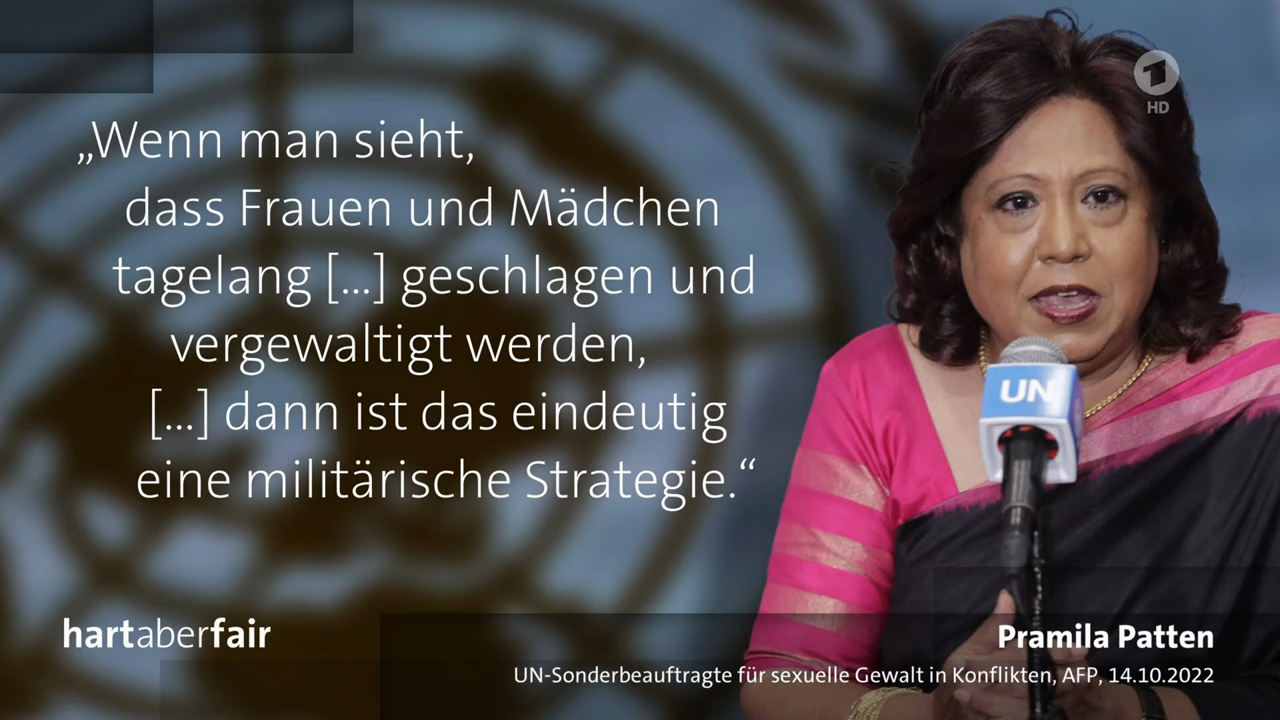 HD
„Wenn man sieht,
dass Frauen und Mädchen
tagelang [...] geschlagen und
vergewaltigt werden,
[...] dann ist das eindeutig
eine militärische Strategie.“
UN
hartaberfair
Pramila Patten
UN-Sonderbeauftragte für sexuelle Gewalt in Konflikten, AFP, 14.10.2022